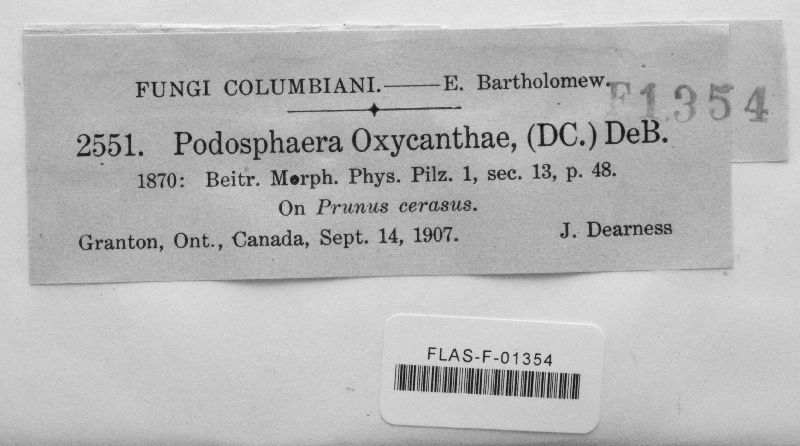 FUNGI COLUMBIANI.——E. Bartholomew.
F1354
2551. Podosphaera Oxycanthae, (DC.) DeB.
1870: Beitr. Morph. Phys. Pilz. 1, sec. 13, p. 48.
On Prunus cerasus.
Granton, Ont., Canada, Sept. 14, 1907. J. Dearness
FLAS-F-01354